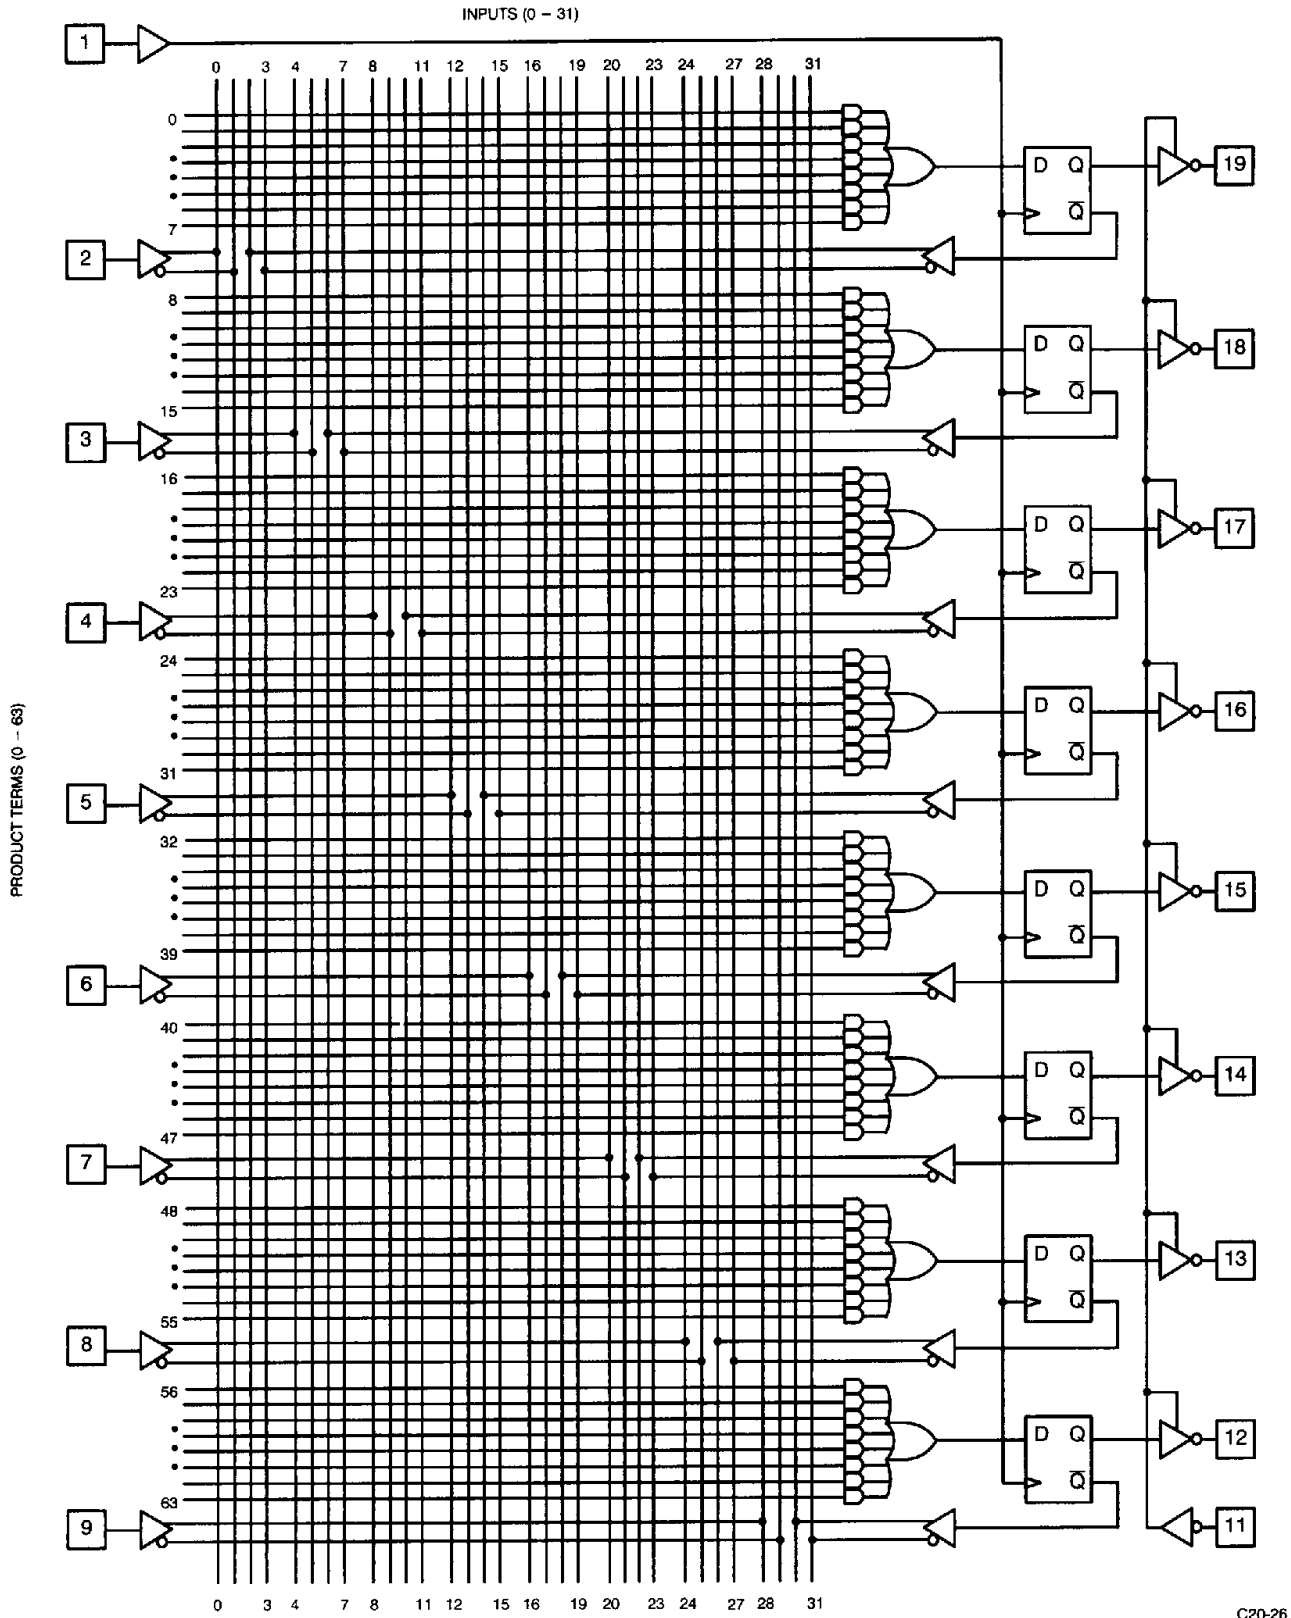 INPUTS (0 – 31)
1
0 3 4 7 8 11 12 15 16 19 20 23 24 27 28 31
0
7
D Q
Q̅
19
2
8
15
D Q
Q̅
18
3
16
23
D Q
Q̅
17
4
24
31
D Q
Q̅
16
PRODUCT TERMS (0 – 63)
5
32
39
D Q
Q̅
15
6
40
47
D Q
Q̅
14
7
48
55
D Q
Q̅
13
8
56
63
D Q
Q̅
12
9
11
0 3 4 7 8 11 12 15 16 19 20 23 24 27 28 31
C20-26